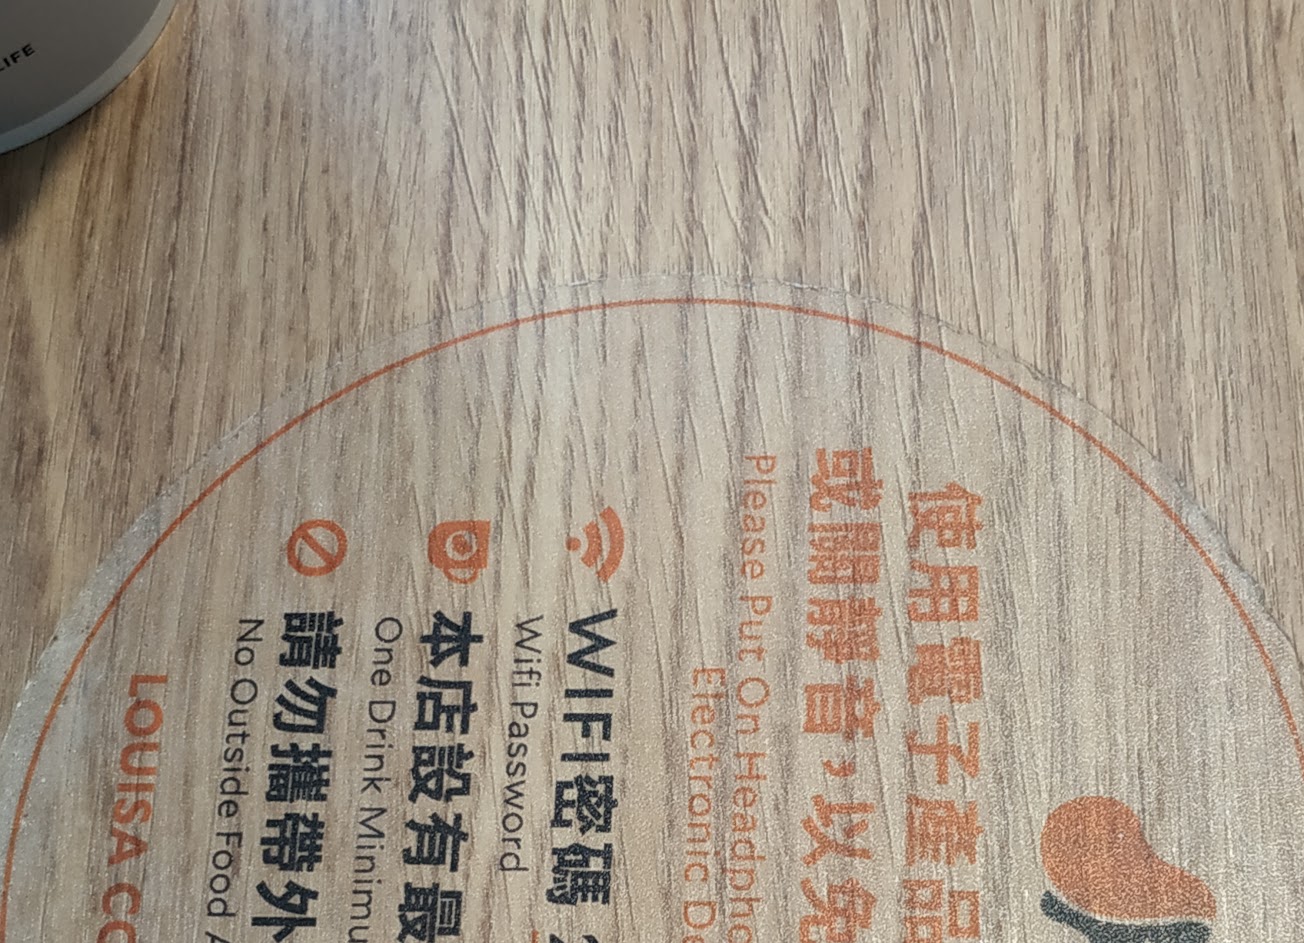 使用電子產品
或關靜音，以免
Please Put On Headpho
Electronic De
WIFI密碼
Wifi Password
本店設有最
One Drink Minimu
請勿攜帶外
No Outside Food A
LOUISA CO
LIFE